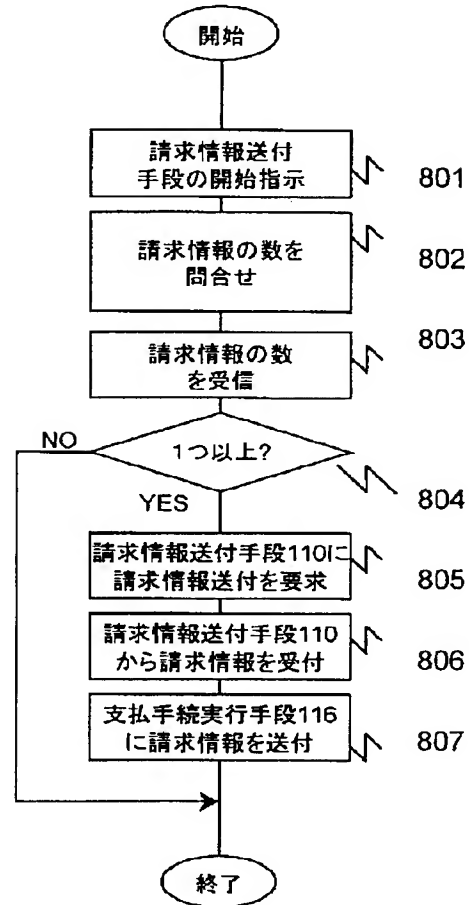 開始
請求情報送付
手段の開始指示
801
請求情報の数を
問合せ
802
請求情報の数
を受信
803
1つ以上?
NO
804
YES
請求情報送付手段110に
請求情報送付を要求
805
請求情報送付手段110
から請求情報を受付
806
支払手続実行手段116
に請求情報を送付
807
終了